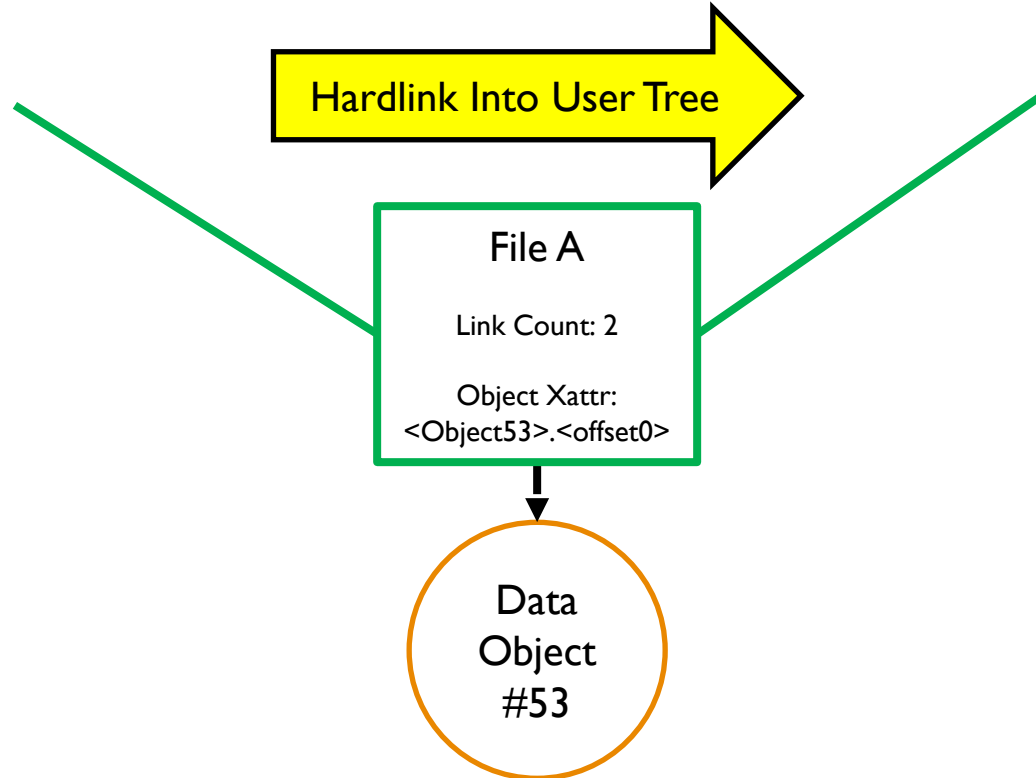 Hardlink Into User Tree
File A
Link Count: 2
Object Xattr:
<Object53>.<offset0>
Data
Object
#53